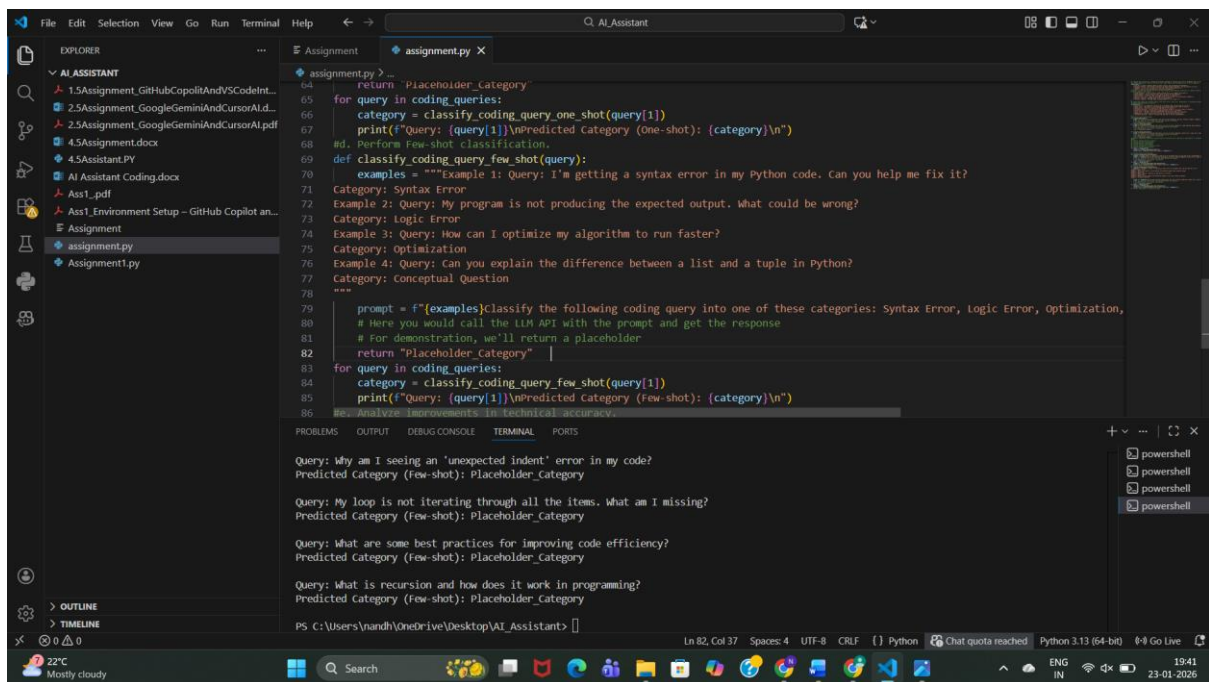 File Edit Selection View Go Run Terminal Help
AI_Assistant
EXPLORER
AI_ASSISTANT
1.5Assignment_GitHubCopolitAndVSCodeInt...
2.5Assignment_GoogleGeminiAndCursorAI.d...
2.5Assignment_GoogleGeminiAndCursorAI.pdf
4.5Assignment.docx
4.5Assistant.PY
AI Assistant Coding.docx
Ass1_.pdf
Ass1_Environment Setup – GitHub Copilot an...
Assignment
assignment.py
Assignment1.py
OUTLINE
TIMELINE
Assignment
assignment.py
assignment.py > ...
64 return "Placeholder_Category"
65 for query in coding_queries:
66 category = classify_coding_query_one_shot(query[1])
67 print(f"Query: {query[1]}\nPredicted Category (One-shot): {category}\n")
68 #d. Perform Few-shot classification.
69 def classify_coding_query_few_shot(query):
70 examples = """Example 1: Query: I'm getting a syntax error in my Python code. Can you help me fix it?
71 Category: Syntax Error
72 Example 2: Query: My program is not producing the expected output. What could be wrong?
73 Category: Logic Error
74 Example 3: Query: How can I optimize my algorithm to run faster?
75 Category: Optimization
76 Example 4: Query: Can you explain the difference between a list and a tuple in Python?
77 Category: Conceptual Question
78 """
79 prompt = f"{examples}Classify the following coding query into one of these categories: Syntax Error, Logic Error, Optimization,
80 # Here you would call the LLM API with the prompt and get the response
81 # For demonstration, we'll return a placeholder
82 return "Placeholder_Category"
83 for query in coding_queries:
84 category = classify_coding_query_few_shot(query[1])
85 print(f"Query: {query[1]}\nPredicted Category (Few-shot): {category}\n")
86 #e. Analyze improvements in technical accuracy.
PROBLEMS OUTPUT DEBUG CONSOLE TERMINAL PORTS
Query: Why am I seeing an 'unexpected indent' error in my code?
Predicted Category (Few-shot): Placeholder_Category
Query: My loop is not iterating through all the items. What am I missing?
Predicted Category (Few-shot): Placeholder_Category
Query: What are some best practices for improving code efficiency?
Predicted Category (Few-shot): Placeholder_Category
Query: What is recursion and how does it work in programming?
Predicted Category (Few-shot): Placeholder_Category
PS C:\Users\nandh\OneDrive\Desktop\AI_Assistant>
powershell
powershell
powershell
powershell
0 0 Ln 82, Col 37 Spaces: 4 UTF-8 CRLF {} Python Chat quota reached Python 3.13 (64-bit) Go Live
22°C
Mostly cloudy
Search
ENG
IN
19:41
23-01-2026